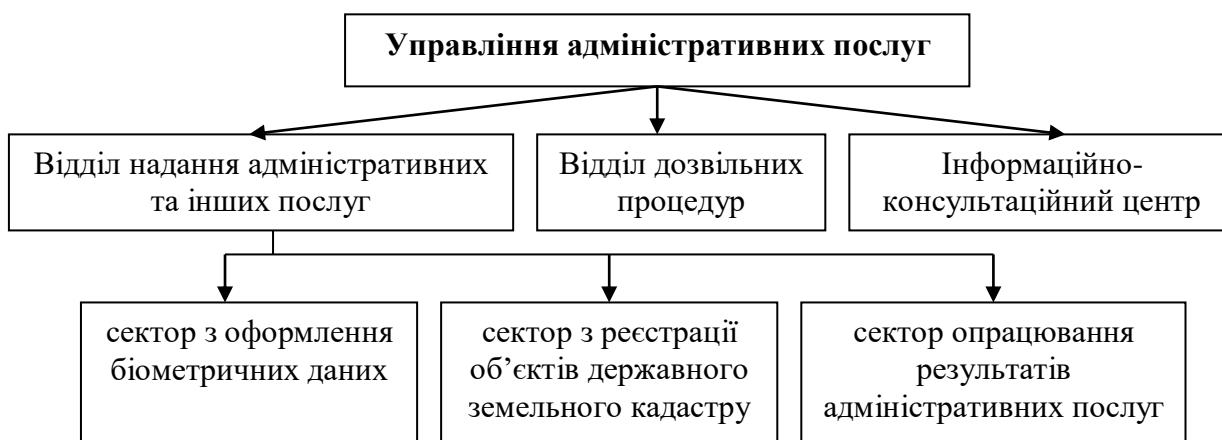 Управління адміністративних послуг
Відділ надання адміністративних
та інших послуг
Відділ дозвільних
процедур
Інформаційно-
консультаційний центр
сектор з оформлення
біометричних даних
сектор з реєстрації
об’єктів державного
земельного кадастру
сектор опрацювання
результатів
адміністративних послуг